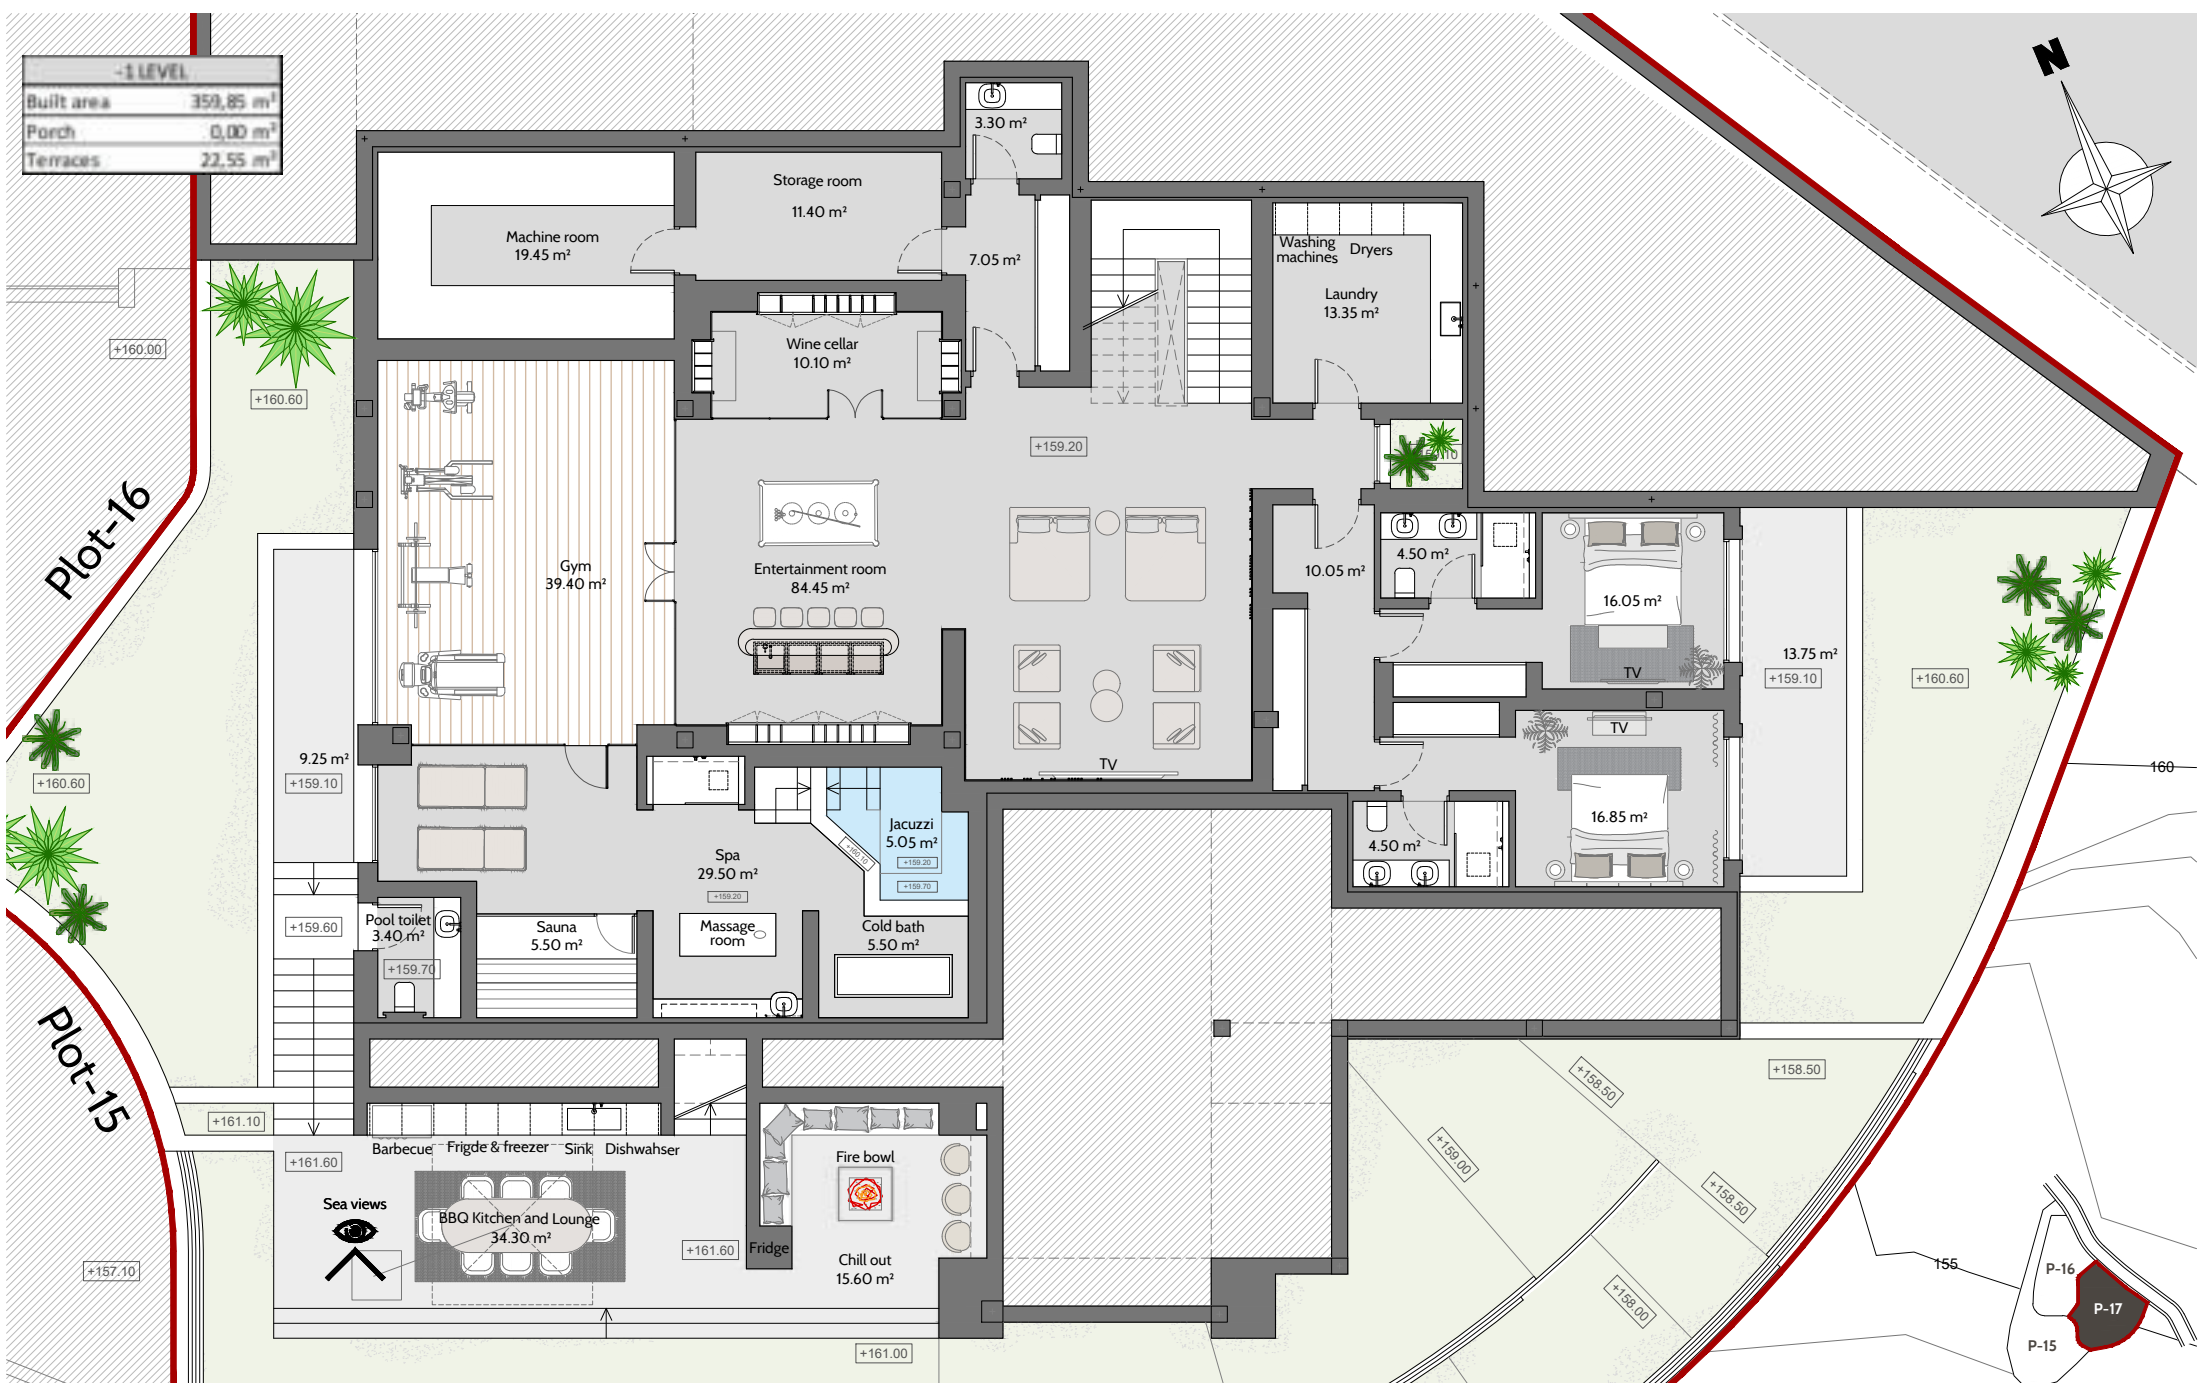 -1 LEVEL
Built area 359,85 m²
Porch 0,00 m²
Terraces 22,55 m²
N
3.30 m²
Storage room
11.40 m²
Machine room
19.45 m²
7.05 m²
Washing
machines
Dryers
Laundry
13.35 m²
Wine cellar
10.10 m²
+160.00
+160.60
+159.20
Plot-16
Gym
39.40 m²
Entertainment room
84.45 m²
10.05 m²
4.50 m²
16.05 m²
TV
13.75 m²
+159.10
+160.60
9.25 m²
+159.10
+160.60
TV
TV
160
Jacuzzi
5.05 m²
+159.20
+159.70
+160.10
Spa
29.50 m²
+159.20
16.85 m²
4.50 m²
Pool toilet
3.40 m²
+159.70
+159.60
Sauna
5.50 m²
Massage
room
Cold bath
5.50 m²
Plot-15
+158.50
+158.50
+159.00
+158.50
+158.00
+161.10
+161.60
Barbecue
Frigde & freezer
Sink
Dishwahser
Fire bowl
Sea views
BBQ Kitchen and Lounge
34.30 m²
+161.60
Fridge
Chill out
15.60 m²
+157.10
+161.00
155
P-16
P-17
P-15